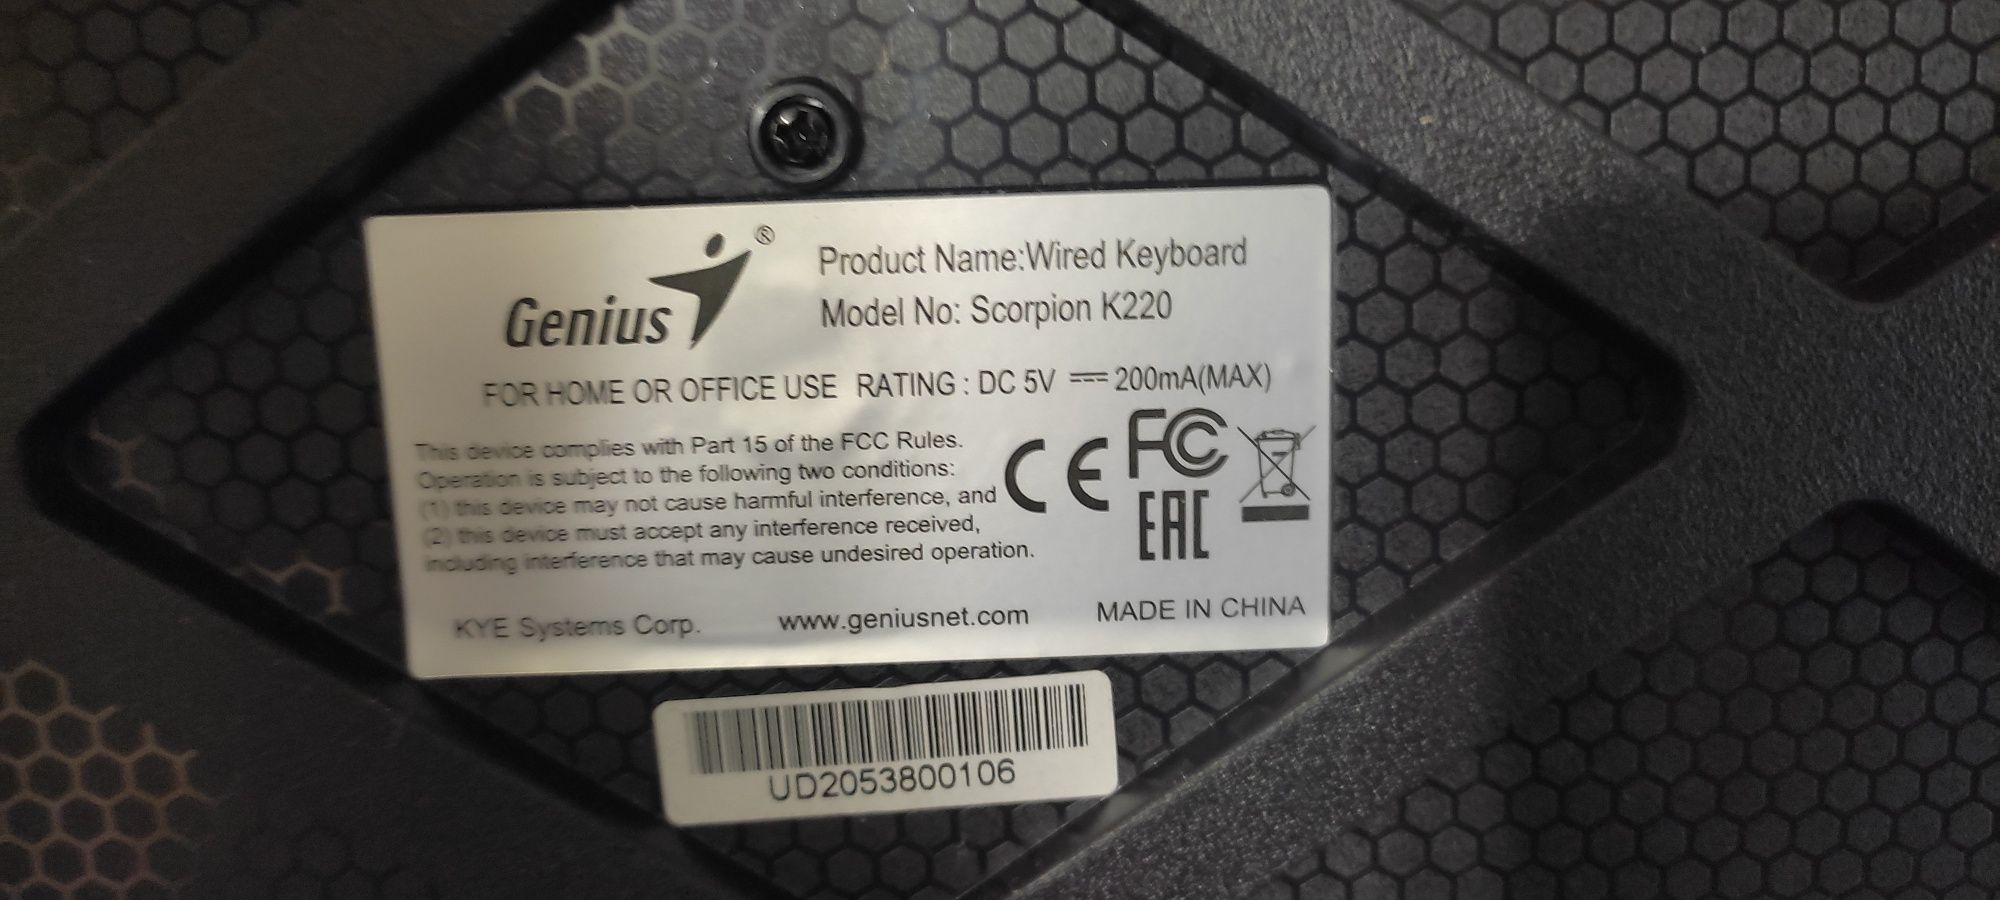 Genius®
Product Name:Wired Keyboard
Model No: Scorpion K220
FOR HOME OR OFFICE USE RATING : DC 5V ⎓ 200mA(MAX)
This device complies with Part 15 of the FCC Rules.
Operation is subject to the following two conditions:
(1) this device may not cause harmful interference, and
(2) this device must accept any interference received,
including interference that may cause undesired operation.
CE FC EAC
KYE Systems Corp. www.geniusnet.com MADE IN CHINA
UD2053800106